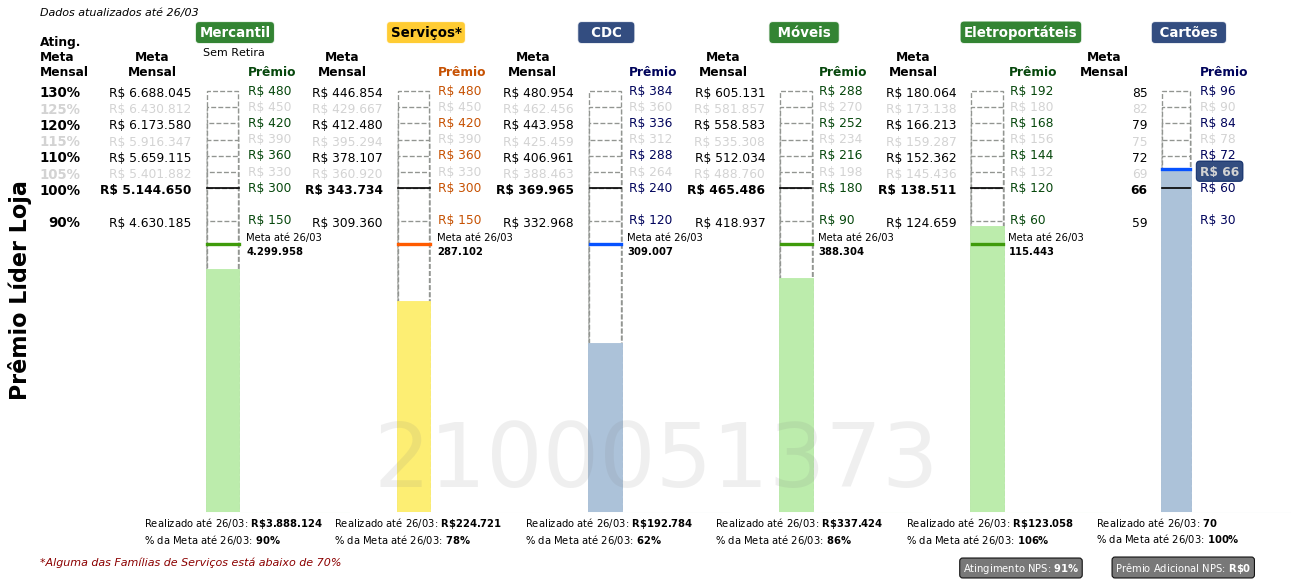 Dados atualizados até 26/03
Mercantil Serviços* CDC Móveis Eletroportáteis Cartões
Sem Retira
Ating. Meta Mensal
Meta Mensal Prêmio Meta Mensal Prêmio Meta Mensal Prêmio Meta Mensal Prêmio Meta Mensal Prêmio Meta Mensal Prêmio
130% R$ 6.688.045 R$ 480 R$ 446.854 R$ 480 R$ 480.954 R$ 384 R$ 605.131 R$ 288 R$ 180.064 R$ 192 85 R$ 96
125% R$ 6.430.812 R$ 450 R$ 429.667 R$ 450 R$ 462.456 R$ 360 R$ 581.857 R$ 270 R$ 173.138 R$ 180 82 R$ 90
120% R$ 6.173.580 R$ 420 R$ 412.480 R$ 420 R$ 443.958 R$ 336 R$ 558.583 R$ 252 R$ 166.213 R$ 168 79 R$ 84
115% R$ 5.916.347 R$ 390 R$ 395.294 R$ 390 R$ 425.459 R$ 312 R$ 535.308 R$ 234 R$ 159.287 R$ 156 75 R$ 78
110% R$ 5.659.115 R$ 360 R$ 378.107 R$ 360 R$ 406.961 R$ 288 R$ 512.034 R$ 216 R$ 152.362 R$ 144 72 R$ 72
105% R$ 5.401.882 R$ 330 R$ 360.920 R$ 330 R$ 388.463 R$ 264 R$ 488.760 R$ 198 R$ 145.436 R$ 132 69 R$ 66
100% R$ 5.144.650 R$ 300 R$ 343.734 R$ 300 R$ 369.965 R$ 240 R$ 465.486 R$ 180 R$ 138.511 R$ 120 66 R$ 60
90% R$ 4.630.185 R$ 150 R$ 309.360 R$ 150 R$ 332.968 R$ 120 R$ 418.937 R$ 90 R$ 124.659 R$ 60 59 R$ 30
Meta até 26/03 Meta até 26/03 Meta até 26/03 Meta até 26/03 Meta até 26/03
4.299.958 287.102 309.007 388.304 115.443
Prêmio Líder Loja
2100051373
Realizado até 26/03: R$3.888.124 Realizado até 26/03: R$224.721 Realizado até 26/03: R$192.784 Realizado até 26/03: R$337.424 Realizado até 26/03: R$123.058 Realizado até 26/03: 70
% da Meta até 26/03: 90% % da Meta até 26/03: 78% % da Meta até 26/03: 62% % da Meta até 26/03: 86% % da Meta até 26/03: 106% % da Meta até 26/03: 100%
*Alguma das Famílias de Serviços está abaixo de 70%
Atingimento NPS: 91% Prêmio Adicional NPS: R$0